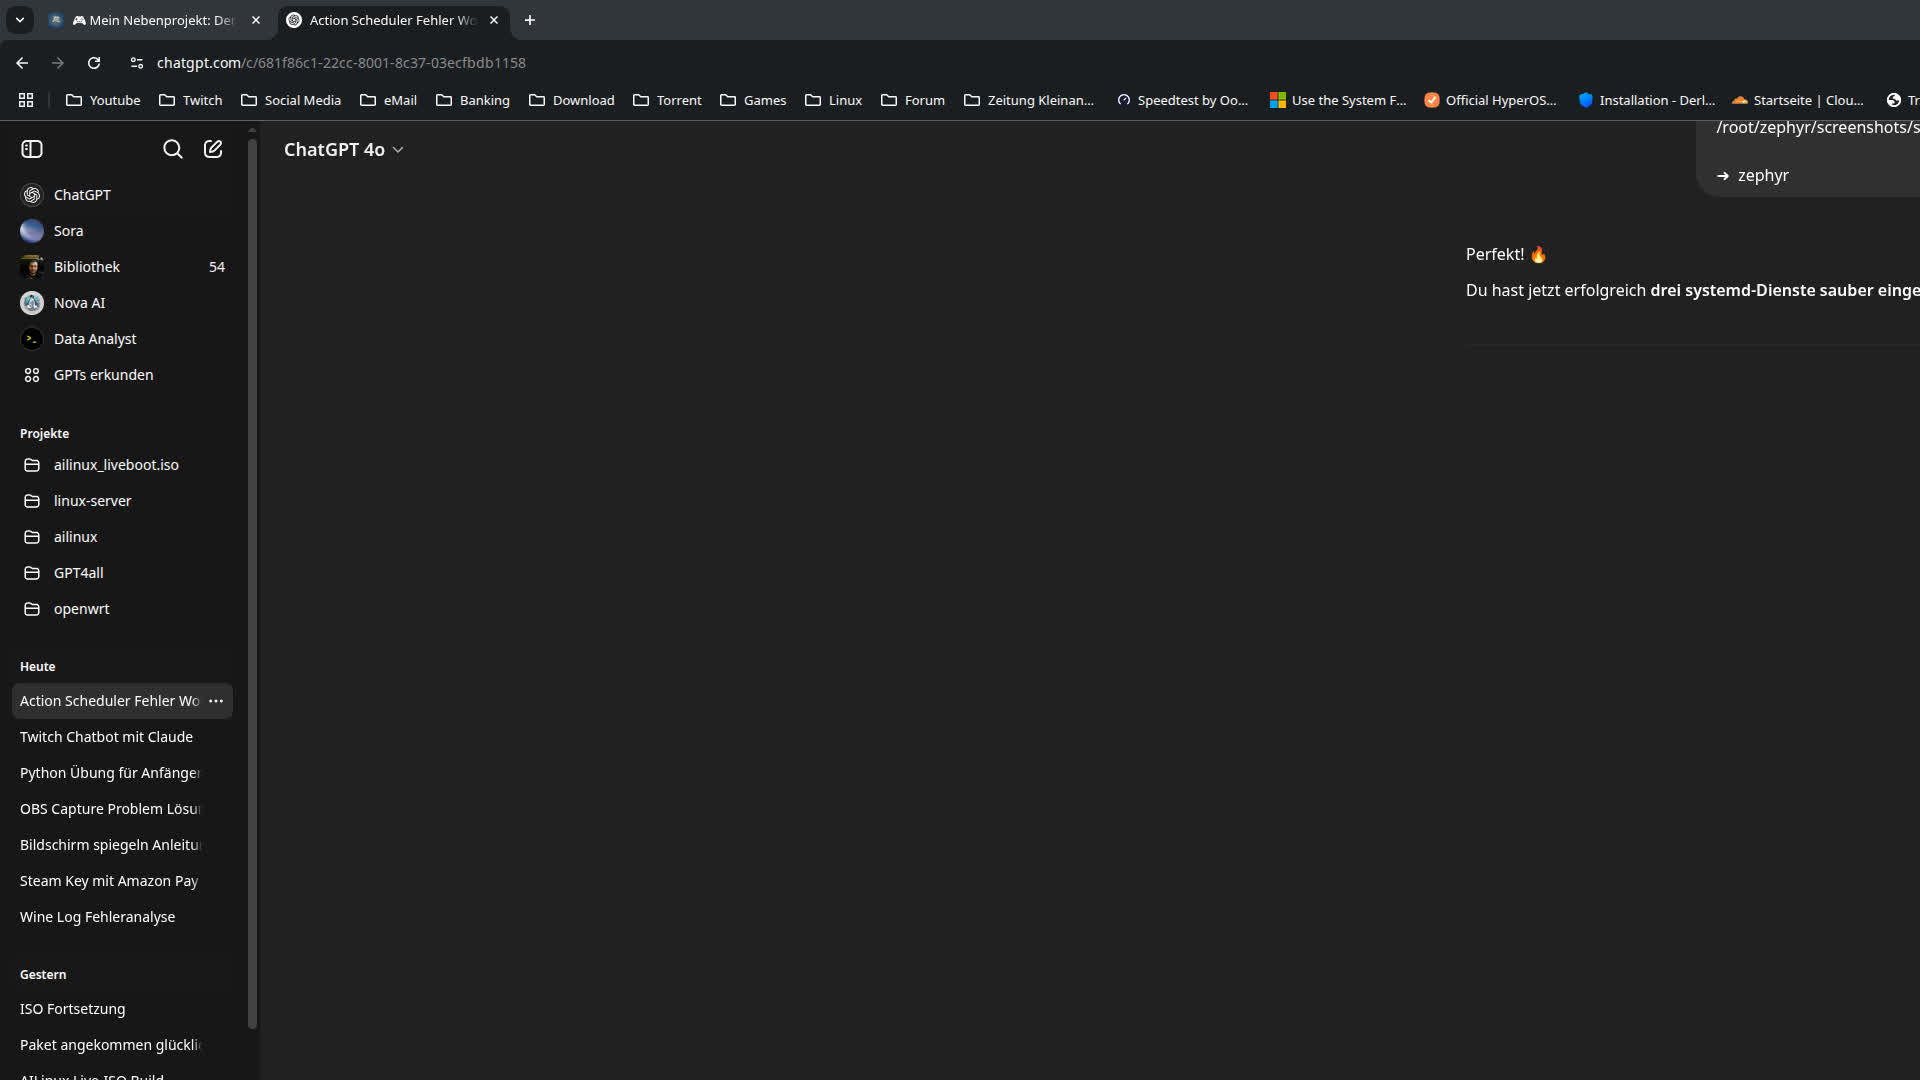 🎮 Mein Nebenprojekt: De
Action Scheduler Fehler Wo
chatgpt.com/c/681f86c1-22cc-8001-8c37-03ecfbdb1158
Youtube
Twitch
Social Media
eMail
Banking
Download
Torrent
Games
Linux
Forum
Zeitung Kleinan...
Speedtest by Oo...
Use the System F...
Official HyperOS...
Installation - Derl...
Startseite | Clou...
Tr
ChatGPT 4o
/root/zephyr/screenshots/s
→ zephyr
Perfekt! 🔥
Du hast jetzt erfolgreich drei systemd-Dienste sauber einge
ChatGPT
Sora
Bibliothek 54
Nova AI
Data Analyst
GPTs erkunden
Projekte
ailinux_liveboot.iso
linux-server
ailinux
GPT4all
openwrt
Heute
Action Scheduler Fehler Wo
Twitch Chatbot mit Claude
Python Übung für Anfänger
OBS Capture Problem Lösu
Bildschirm spiegeln Anleitu
Steam Key mit Amazon Pay
Wine Log Fehleranalyse
Gestern
ISO Fortsetzung
Paket angekommen glückli
AILinux Live ISO Build